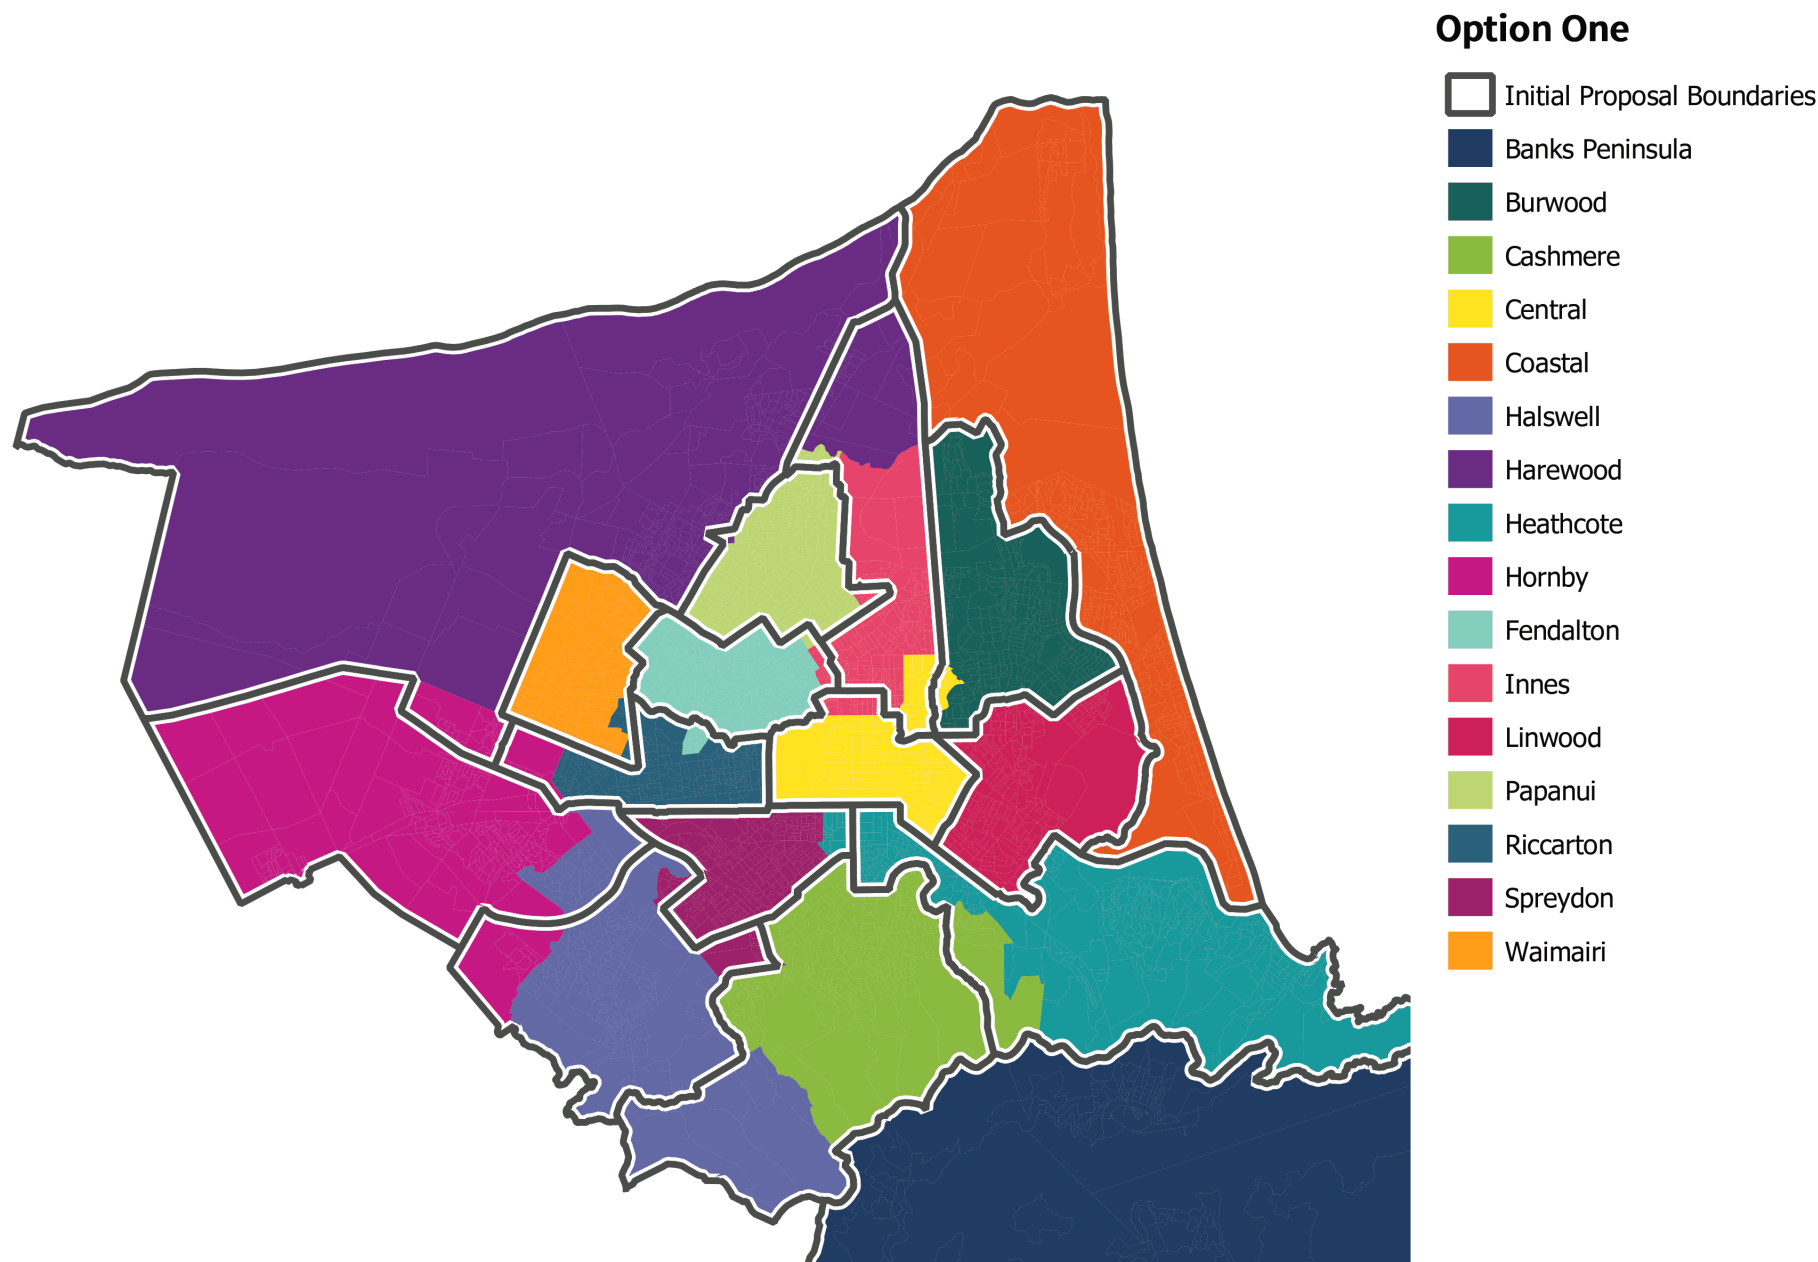 Option One
Initial Proposal Boundaries
Banks Peninsula
Burwood
Cashmere
Central
Coastal
Halswell
Harewood
Heathcote
Hornby
Fendalton
Innes
Linwood
Papanui
Riccarton
Spreydon
Waimairi